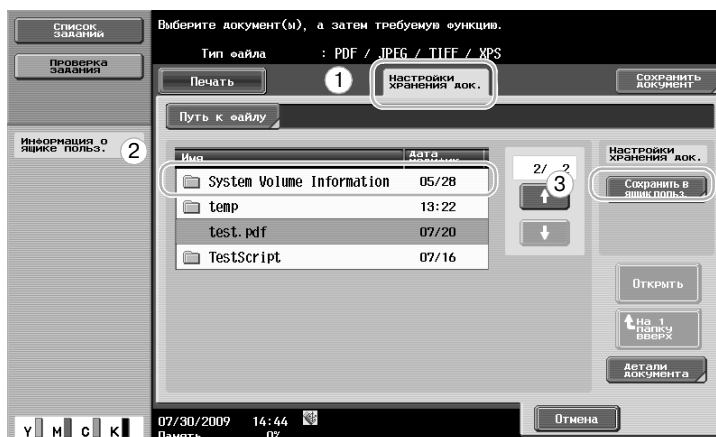 Список
заданий
Проверка
задания
Информация о
ящике польз.
2
Y M C K
Выберите документ(ы), а затем требуемую функцию.
Тип файла : PDF / JPEG / TIFF / XPS
Печать
1
Настройки
хранения док.
Сохранить
документ
Путь к файлу
Имя
Дата
System Volume Information 05/28
temp 13:22
test.pdf 07/20
TestScript 07/16
2/ 2
3
Настройки
хранения док.
Сохранить в
ящик польз.
Открыть
На 1
папку
вверх
Детали
документа
07/30/2009 14:44
Память 0%
Отмена